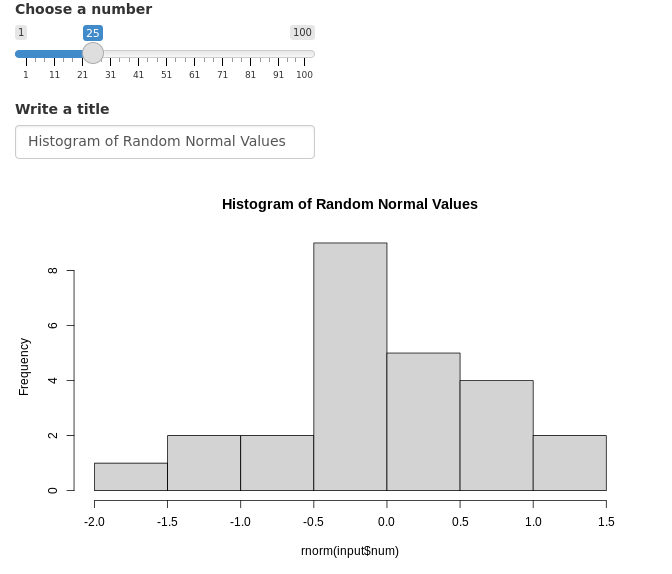 Choose a number
1 25 100
1 11 21 31 41 51 61 71 81 91 100
Write a title
Histogram of Random Normal Values
Histogram of Random Normal Values
8
6
4
2
0
Frequency
-2.0 -1.5 -1.0 -0.5 0.0 0.5 1.0 1.5
rnorm(input$num)